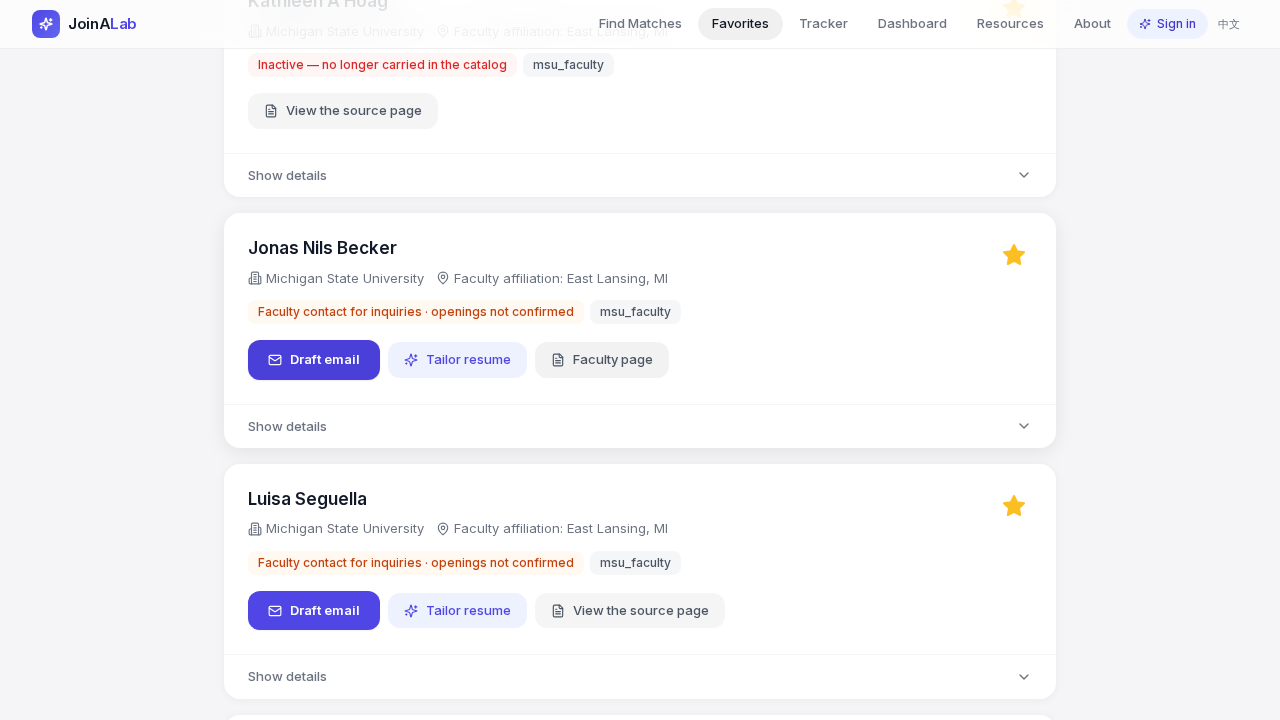 JoinALab
Find Matches
Favorites
Tracker
Dashboard
Resources
About
Sign in
中文
Kathleen A Hoag
Michigan State University Faculty affiliation: East Lansing, MI
Inactive — no longer carried in the catalog msu_faculty
View the source page
Show details
Jonas Nils Becker
Michigan State University Faculty affiliation: East Lansing, MI
Faculty contact for inquiries · openings not confirmed msu_faculty
Draft email Tailor resume Faculty page
Show details
Luisa Seguella
Michigan State University Faculty affiliation: East Lansing, MI
Faculty contact for inquiries · openings not confirmed msu_faculty
Draft email Tailor resume View the source page
Show details